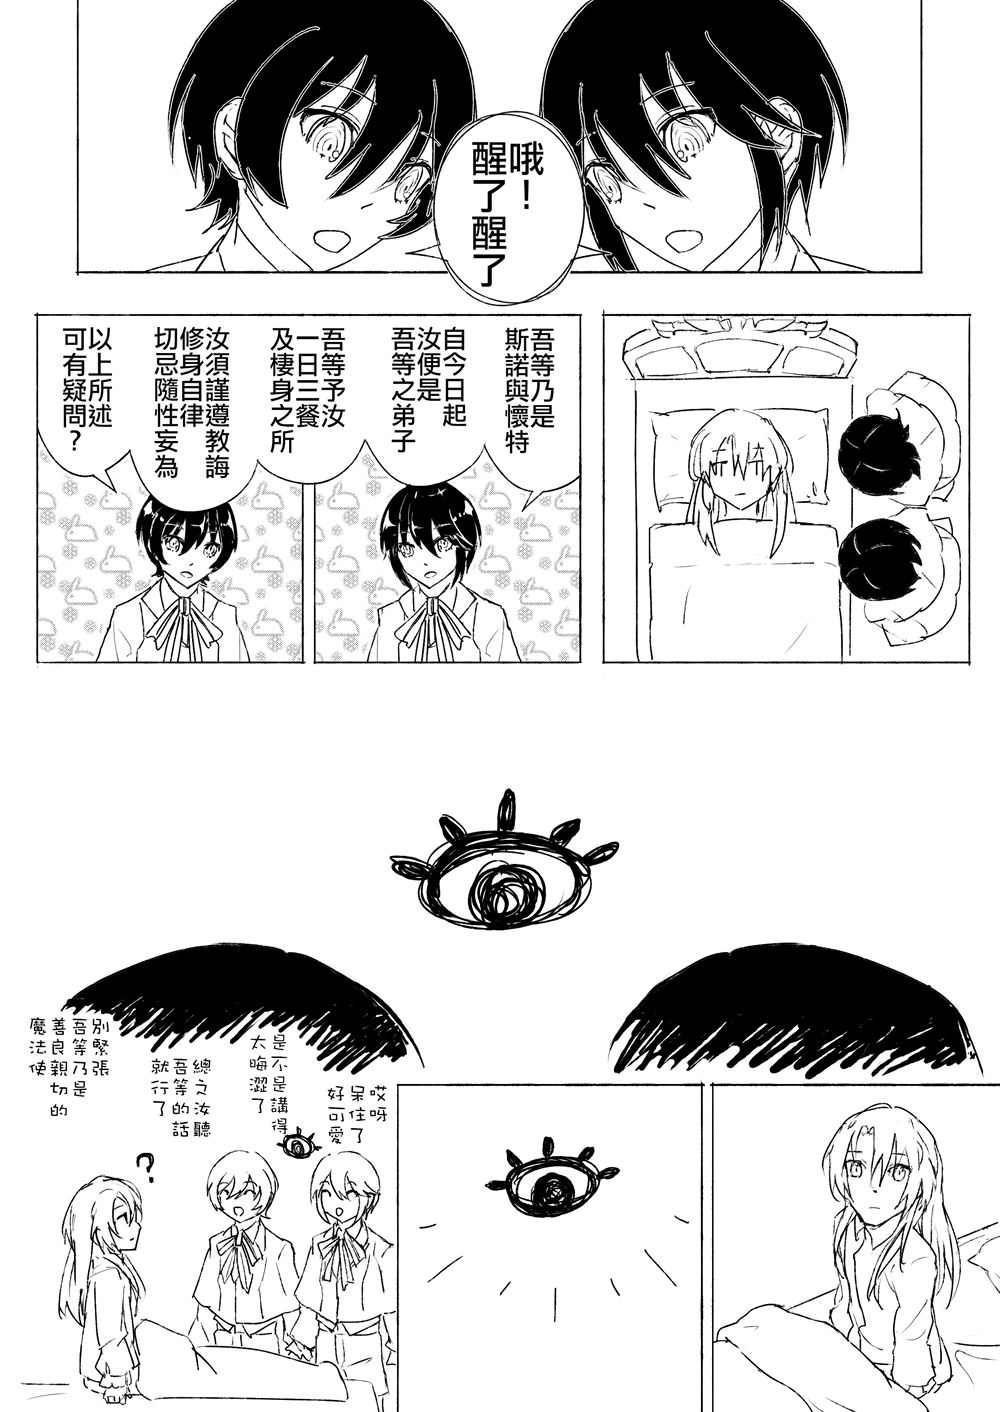 哦！
醒了醒了
吾等乃是
斯諾與懷特
自今日起
汝便是
吾等之弟子
吾等予汝
一日三餐
及棲身之所
汝須謹遵教誨
修身自律
切忌隨性妄為
以上所述
可有疑問？
哎呀
呆住了
好可愛
是不是講得
太晦澀了
總之汝聽
吾等的話
就行了
別緊張
吾等乃是
善良親切的
魔法使
?